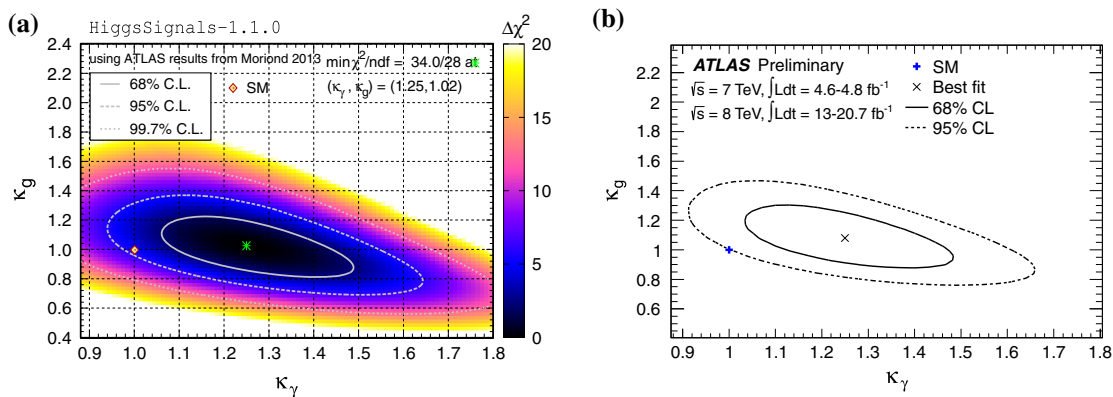 (a)
HiggsSignals-1.1.0
Δχ²
using ATLAS results from Moriond 2013
minχ²/ndf = 34.0/28 at
(κγ, κg) = (1.25,1.02)
68% C.L.
95% C.L.
99.7% C.L.
SM
2.4
2.2
2.0
1.8
1.6
1.4
1.2
1.0
0.8
0.6
0.4
κg
0.9 1.0 1.1 1.2 1.3 1.4 1.5 1.6 1.7 1.8
κγ
20
15
10
5
0
(b)
ATLAS Preliminary
√s = 7 TeV, ∫Ldt = 4.6-4.8 fb⁻¹
√s = 8 TeV, ∫Ldt = 13-20.7 fb⁻¹
SM
Best fit
68% CL
95% CL
2.2
2
1.8
1.6
1.4
1.2
1
0.8
0.6
κg
0.9 1 1.1 1.2 1.3 1.4 1.5 1.6 1.7 1.8
κγ